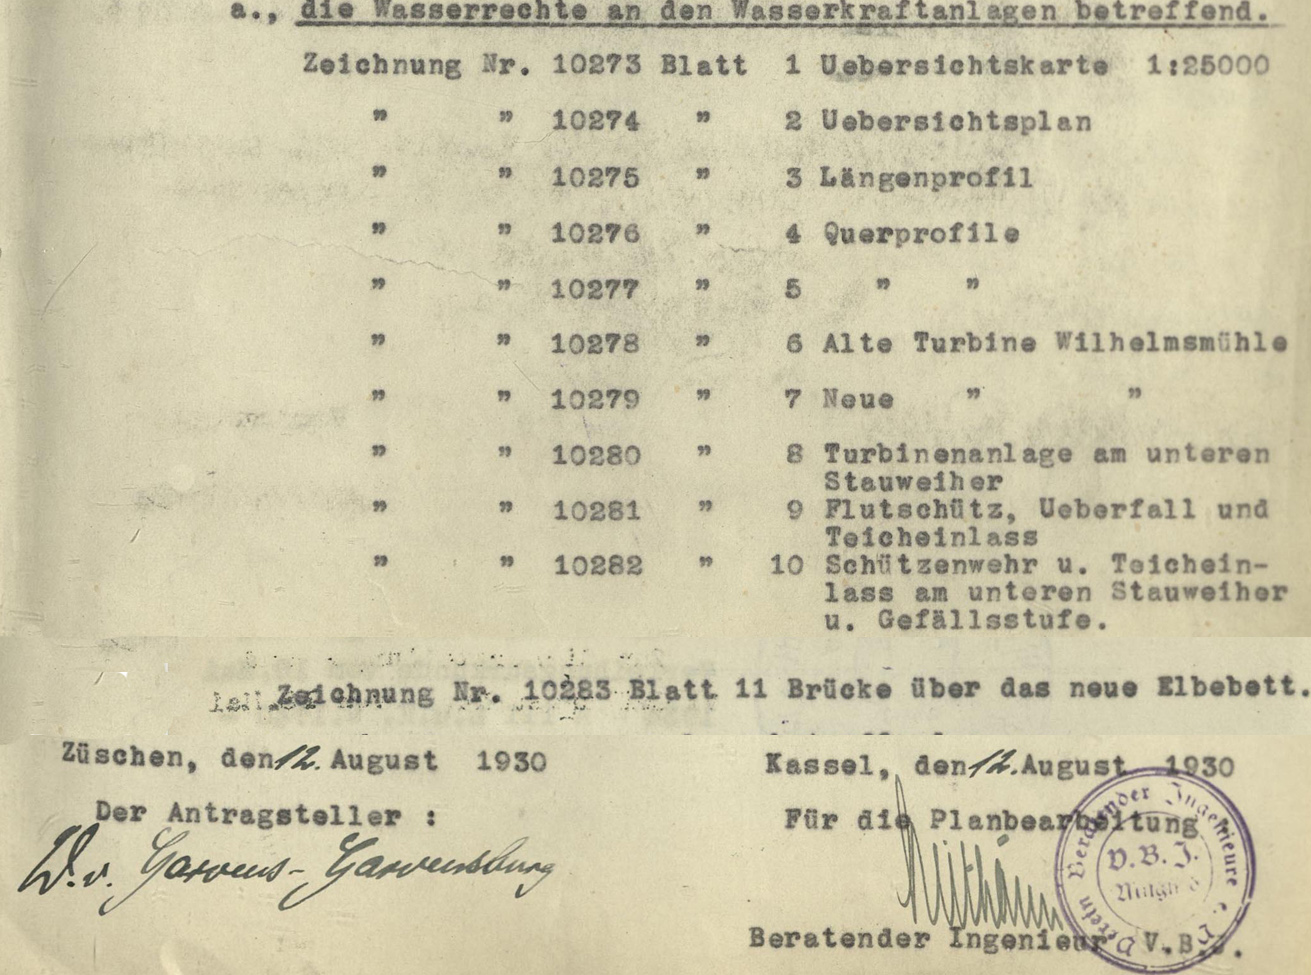 a., die Wasserrechte an den Wasserkraftanlagen betreffend.
Zeichnung Nr. 10273 Blatt 1 Uebersichtskarte 1:25000
" " 10274 " 2 Uebersichtsplan
" " 10275 " 3 Längenprofil
" " 10276 " 4 Querprofile
" " 10277 " 5 " "
" " 10278 " 6 Alte Turbine Wilhelmsmühle
" " 10279 " 7 Neue " "
" " 10280 " 8 Turbinenanlage am unteren
Stauweiher
" " 10281 " 9 Flutschütz, Ueberfall und
Teicheinlass
" " 10282 " 10 Schützenwehr u. Teichein-
lass am unteren Stauweiher
u. Gefällsstufe.
Zeichnung Nr. 10283 Blatt 11 Brücke über das neue Elbebett.
Züschen, den 12. August 1930
Der Antragsteller :
W. v. Garvens-Garvensburg
Kassel, den 12. August 1930
Für die Planbearbeitung
Beratender Ingenieur V.B.J.
Verein Beratender Ingenieure e. V.
V. B. J.
Mitglied